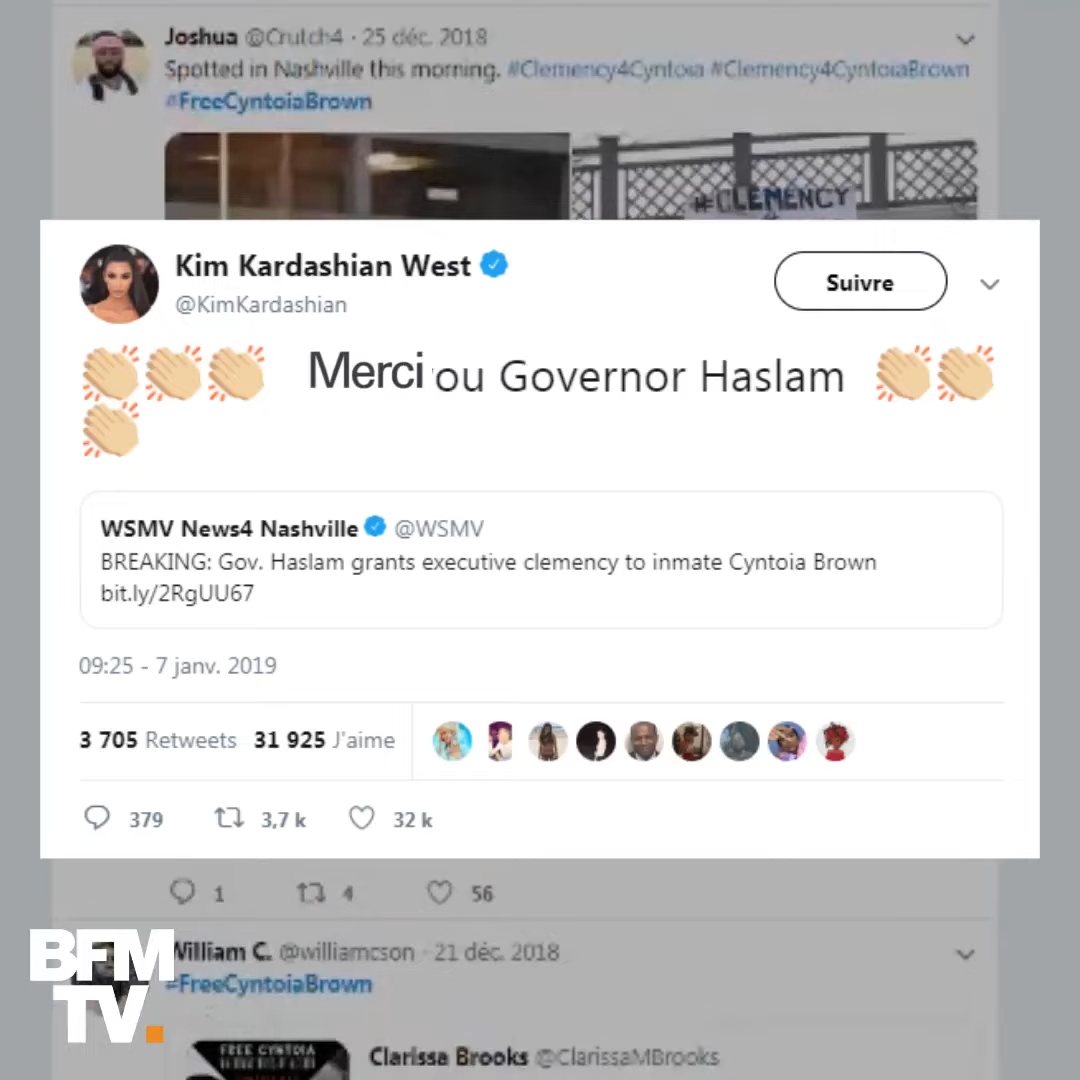 Joshua @Crutch4 · 25 déc. 2018
Spotted in Nashville this morning. #Clemency4Cyntoia #Clemency4CyntoiaBrown
#FreeCyntoiaBrown
#CLEMENCY
Kim Kardashian West
@KimKardashian
Suivre
👏👏👏 Merci ou Governor Haslam 👏👏
👏
WSMV News4 Nashville @WSMV
BREAKING: Gov. Haslam grants executive clemency to inmate Cyntoia Brown
bit.ly/2RgUU67
09:25 - 7 janv. 2019
3 705 Retweets 31 925 J'aime
379 3,7 k 32 k
1 4 56
William C. @williamcson · 21 déc. 2018
#FreeCyntoiaBrown
BFM
TV.
FREE CYNTOIA
Clarissa Brooks @ClarissaMBrooks